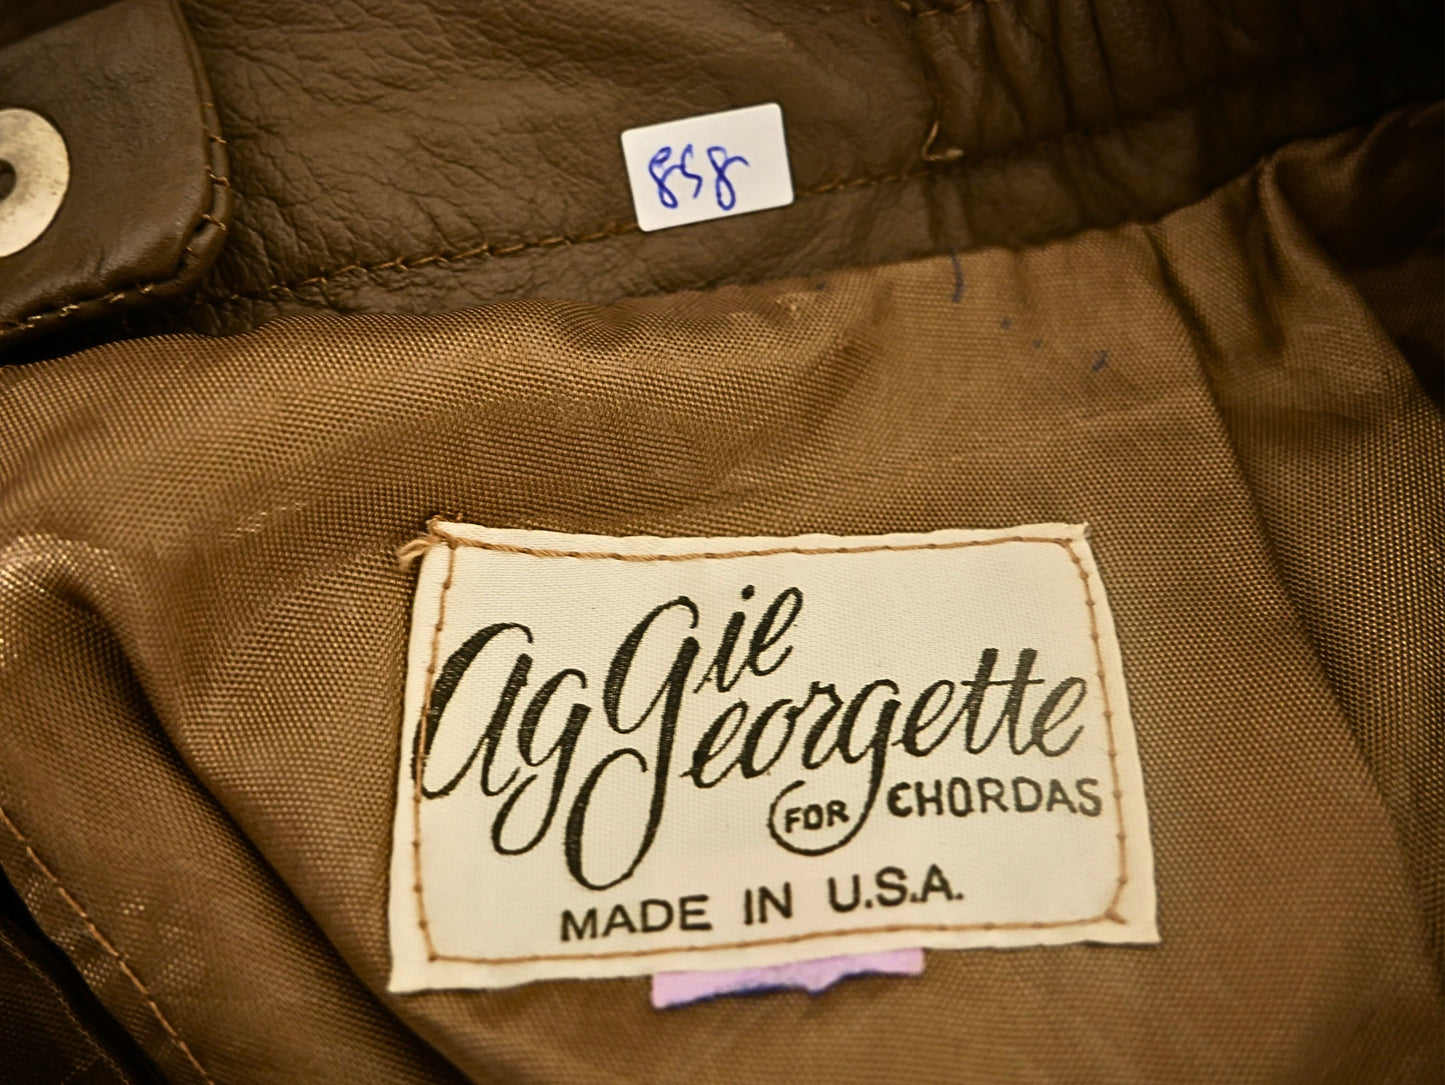 858
Aggie
Georgette
FOR CHORDAS
MADE IN U.S.A.